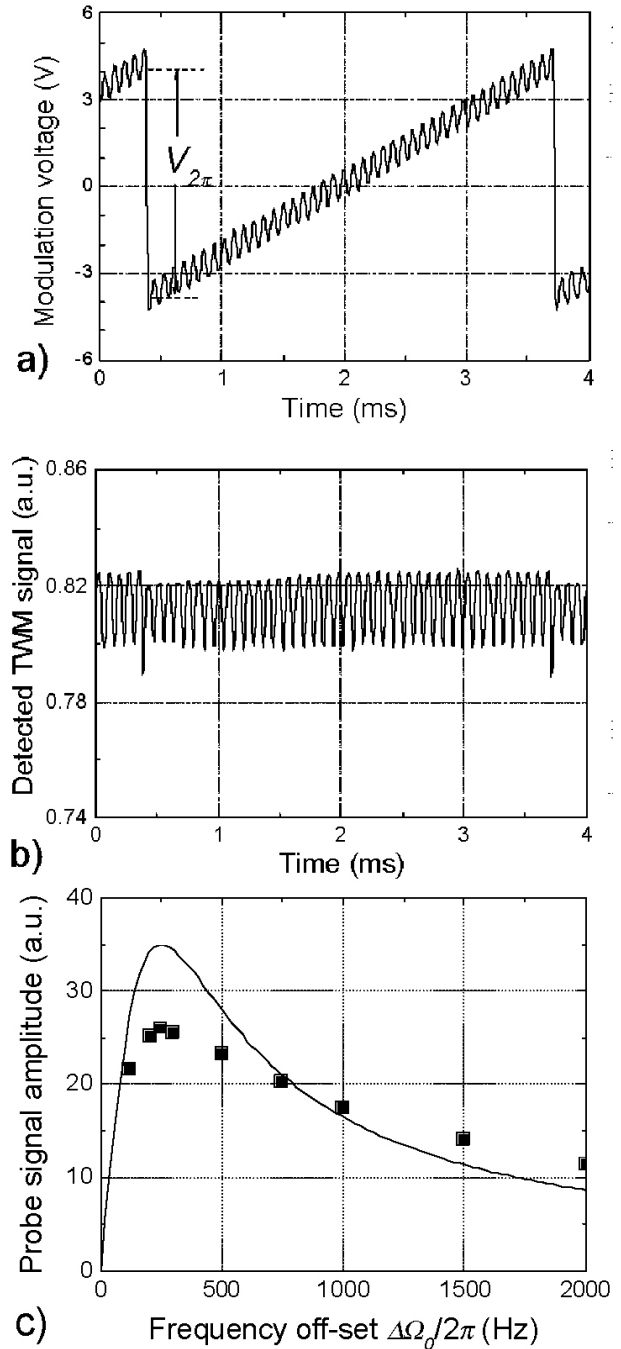 6
3
0
-3
-6
Modulation voltage (V)
V2π
0 1 2 3 4
Time (ms)
a)
0.86
0.82
0.78
0.74
Detected TWM signal (a.u.)
0 1 2 3 4
Time (ms)
b)
40
30
20
10
0
Probe signal amplitude (a.u.)
0 500 1000 1500 2000
Frequency off-set ΔΩ0/2π (Hz)
c)